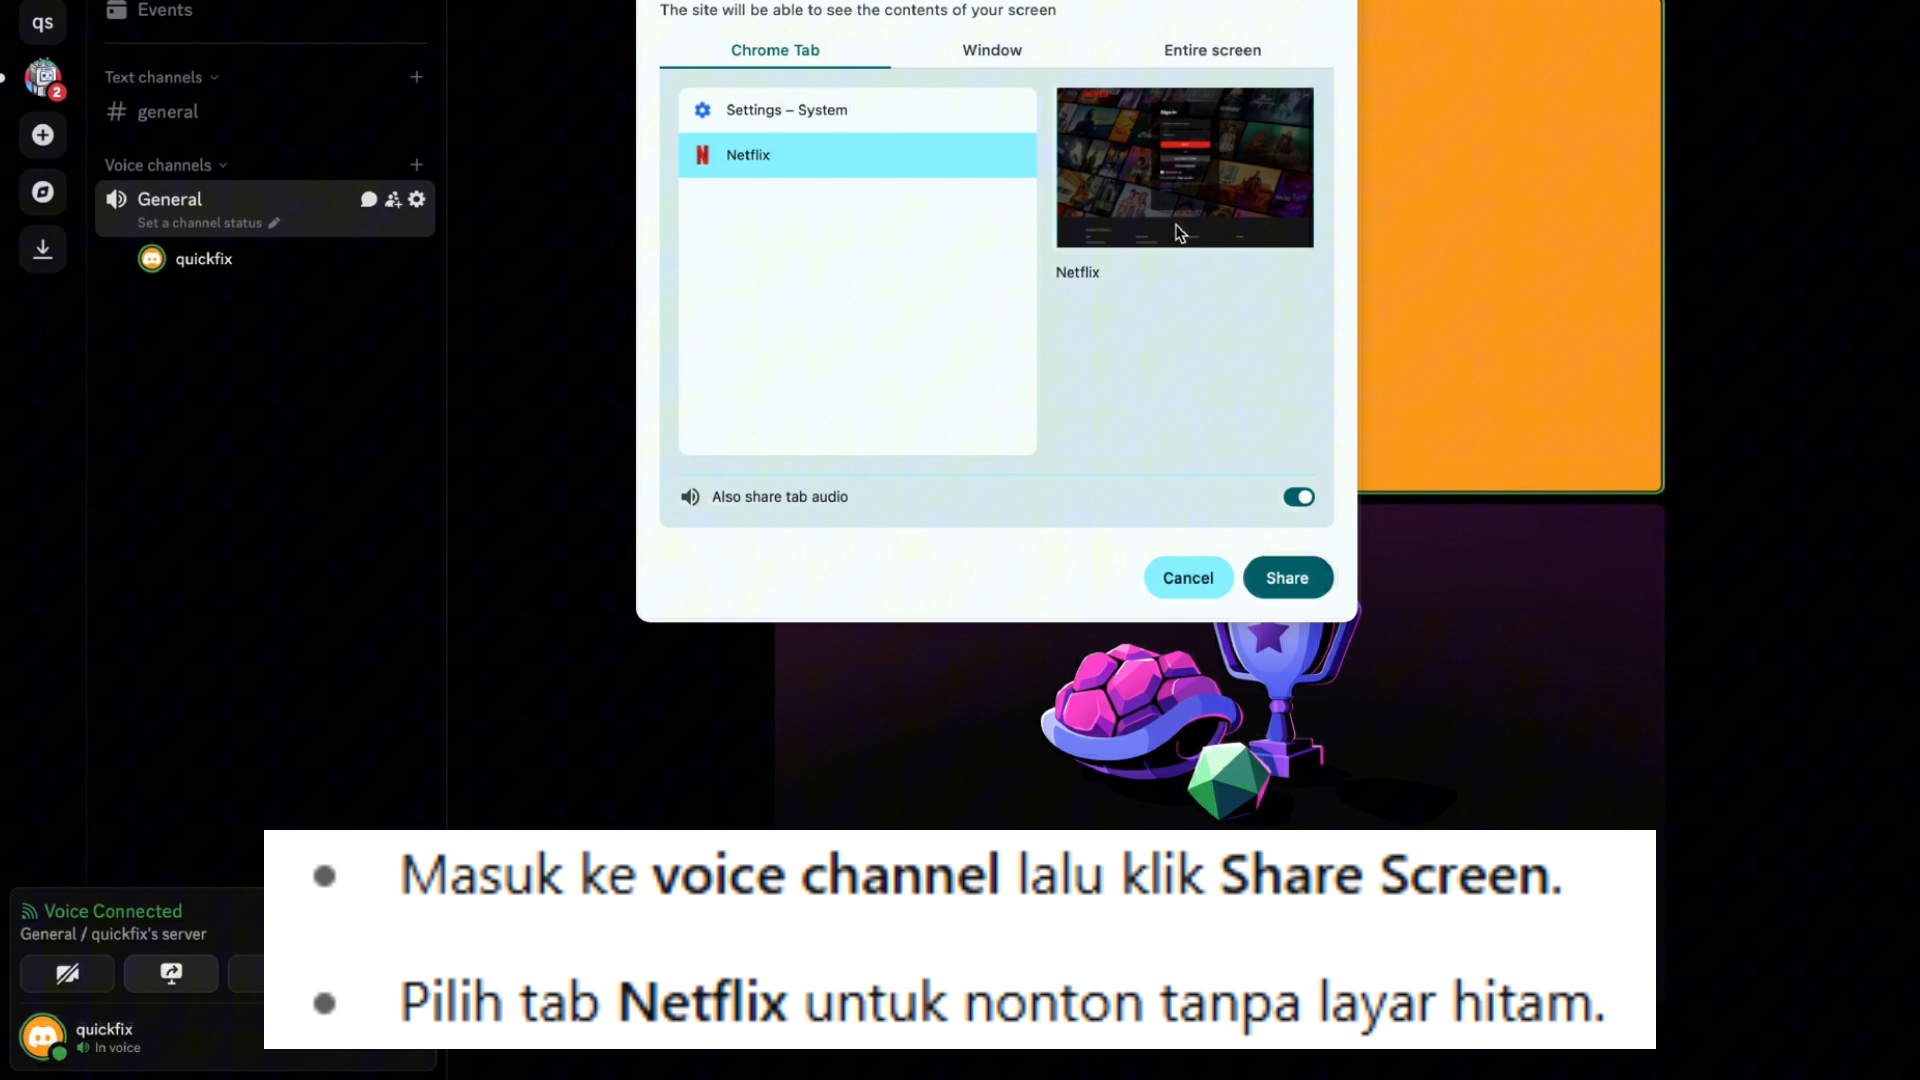 qs
Events
The site will be able to see the contents of your screen
Chrome Tab
Window
Entire screen
Text channels
2
general
Settings – System
Netflix
Voice channels
General
Set a channel status
quickfix
Netflix
Also share tab audio
Cancel
Share
• Masuk ke voice channel lalu klik Share Screen.
Voice Connected
General / quickfix's server
• Pilih tab Netflix untuk nonton tanpa layar hitam.
quickfix
In voice